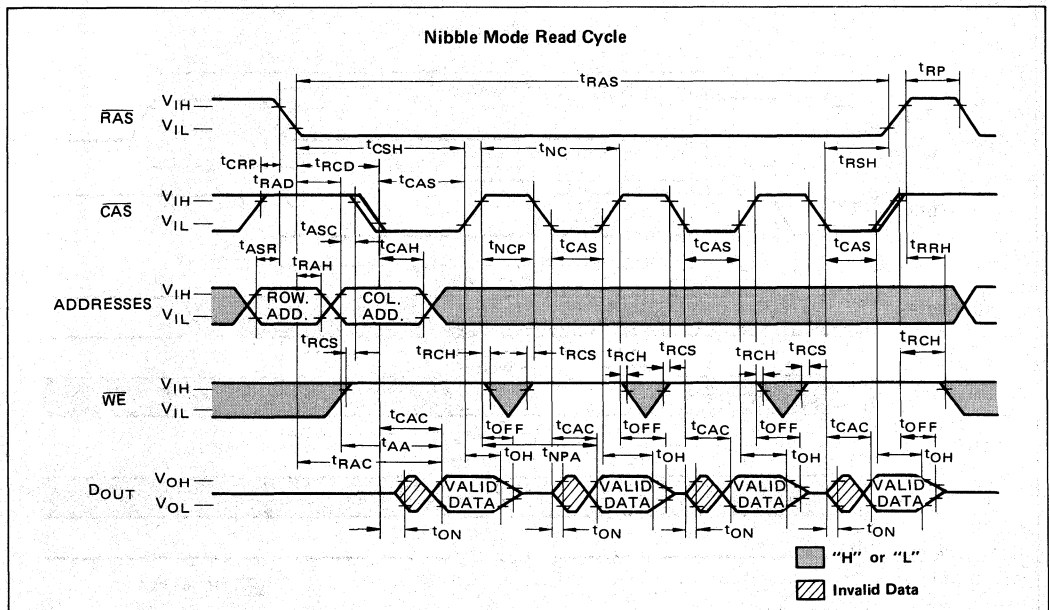 Nibble Mode Read Cycle
tRAS
tRP
RAS
VIH
VIL
tCSH
tNC
tRSH
tCRP
tRCD
tRAD
tCAS
CAS
VIH
VIL
tASC
tCAH
tNCP
tCAS
tCAS
tCAS
tRRH
tASR
tRAH
ADDRESSES
VIH
VIL
ROW. ADD.
COL. ADD.
tRCS
tRCH
tRCS
tRCH
tRCS
tRCH
tRCS
tRCH
WE
VIH
VIL
tCAC
tOFF
tCAC
tOFF
tCAC
tOFF
tCAC
tOFF
tAA
tRAC
tOH
tNPA
tOH
tOH
tOH
DOUT
VOH
VOL
VALID DATA
VALID DATA
VALID DATA
VALID DATA
tON
tON
tON
tON
"H" or "L"
Invalid Data